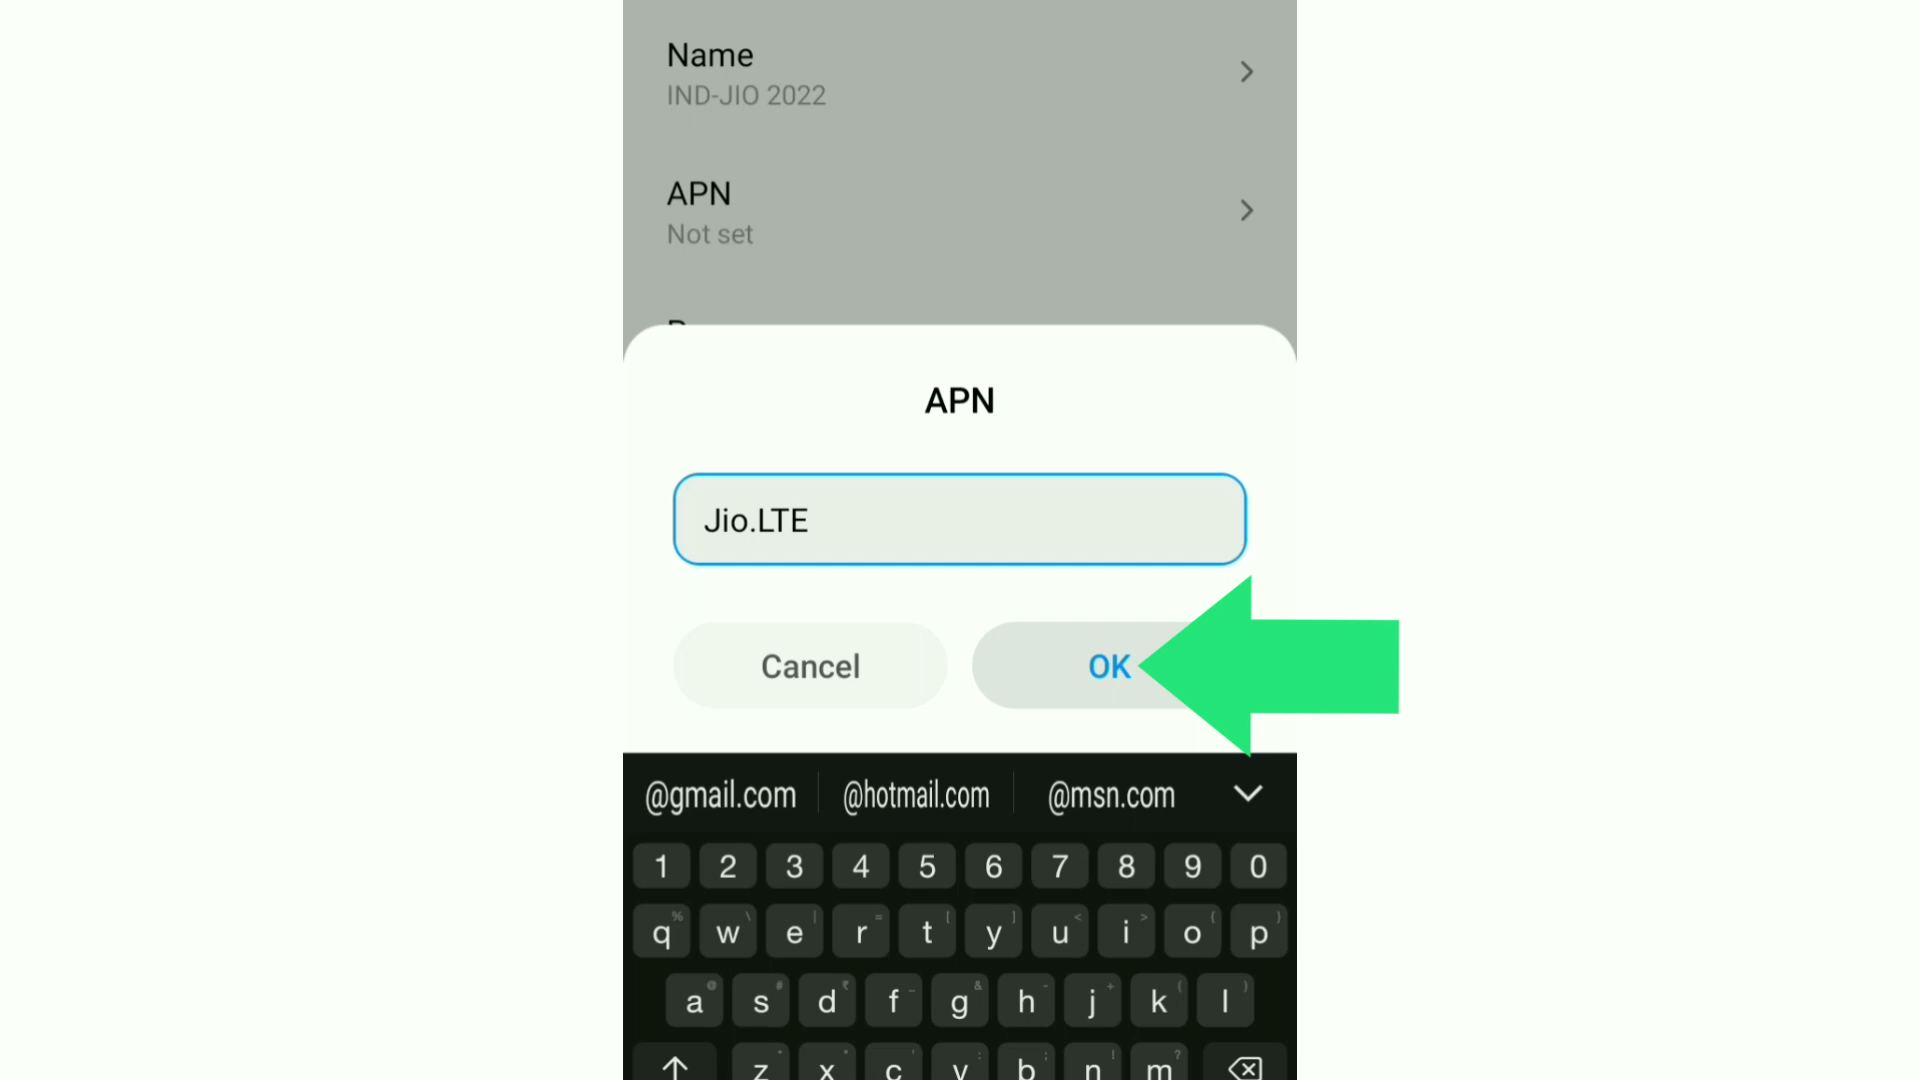 Name
IND-JIO 2022
APN
Not set
APN
Jio.LTE
Cancel OK
@gmail.com @hotmail.com @msn.com
1 2 3 4 5 6 7 8 9 0
q w e r t y u i o p
a s d f g h j k l
z x c v b n m